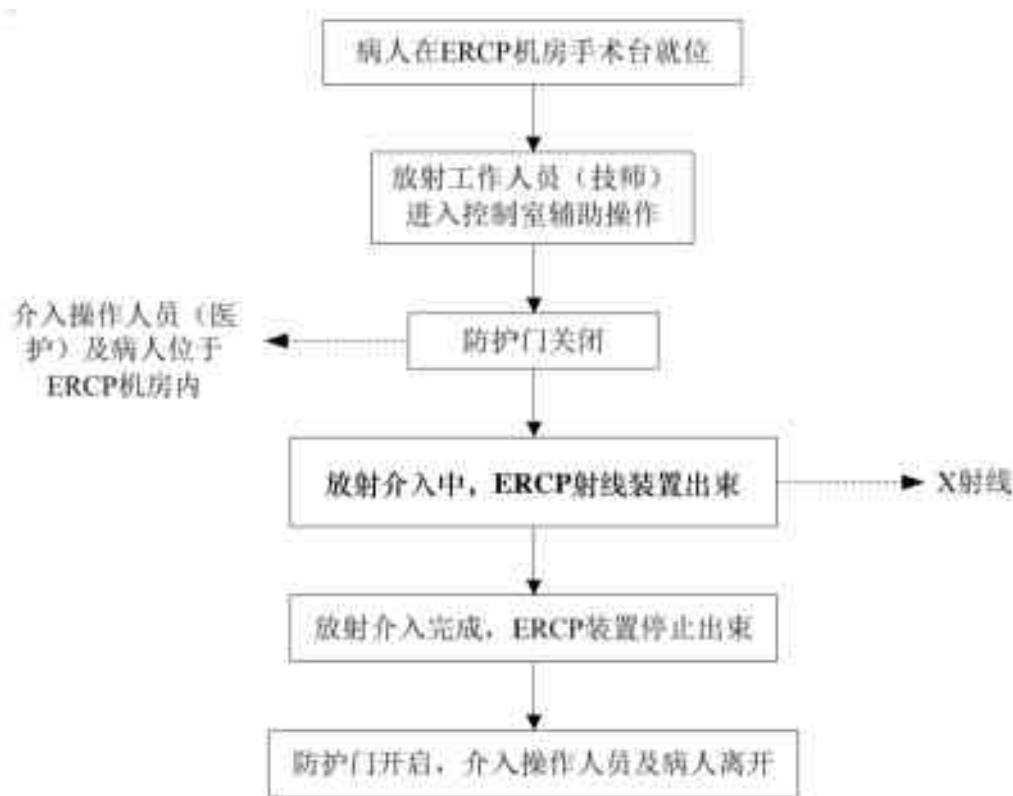 病人在ERCP机房手术台就位
放射工作人员（技师）
进入控制室辅助操作
介入操作人员（医
护）及病人位于
ERCP机房内
防护门关闭
放射介入中，ERCP射线装置出束
X射线
放射介入完成，ERCP装置停止出束
防护门开启，介入操作人员及病人离开